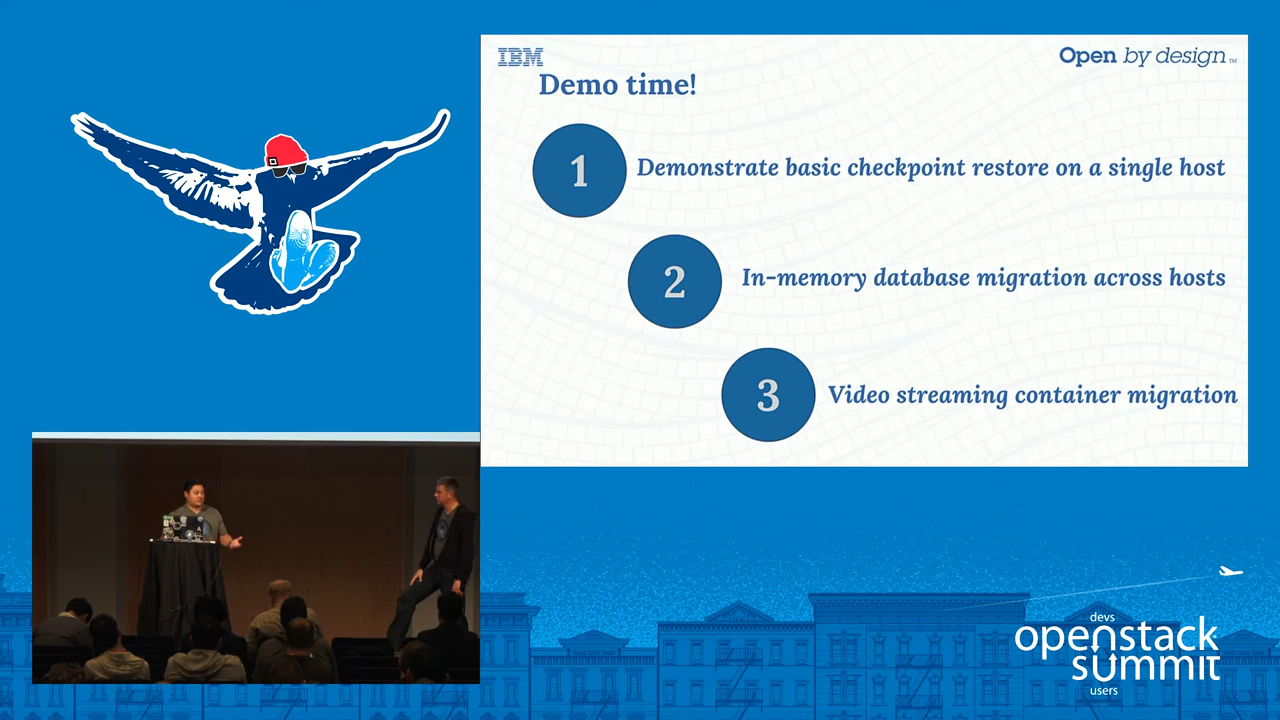 IBM
Open by design™
Demo time!
1
Demonstrate basic checkpoint restore on a single host
2
In-memory database migration across hosts
3
Video streaming container migration
devs
openstack
summit
users